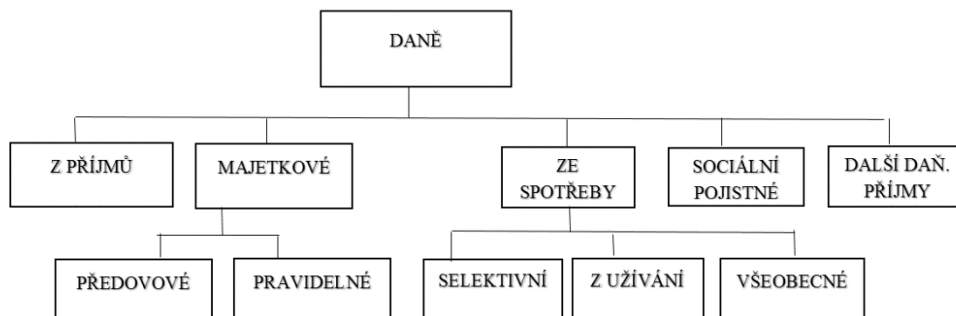 DANĚ
Z PŘÍJMŮ
MAJETKOVÉ
ZE
SPOTŘEBY
SOCIÁLNÍ
POJISTNÉ
DALŠÍ DAŇ.
PŘÍJMY
PŘEDOVOVÉ
PRAVIDELNÉ
SELEKTIVNÍ
Z UŽÍVÁNÍ
VŠEOBECNÉ